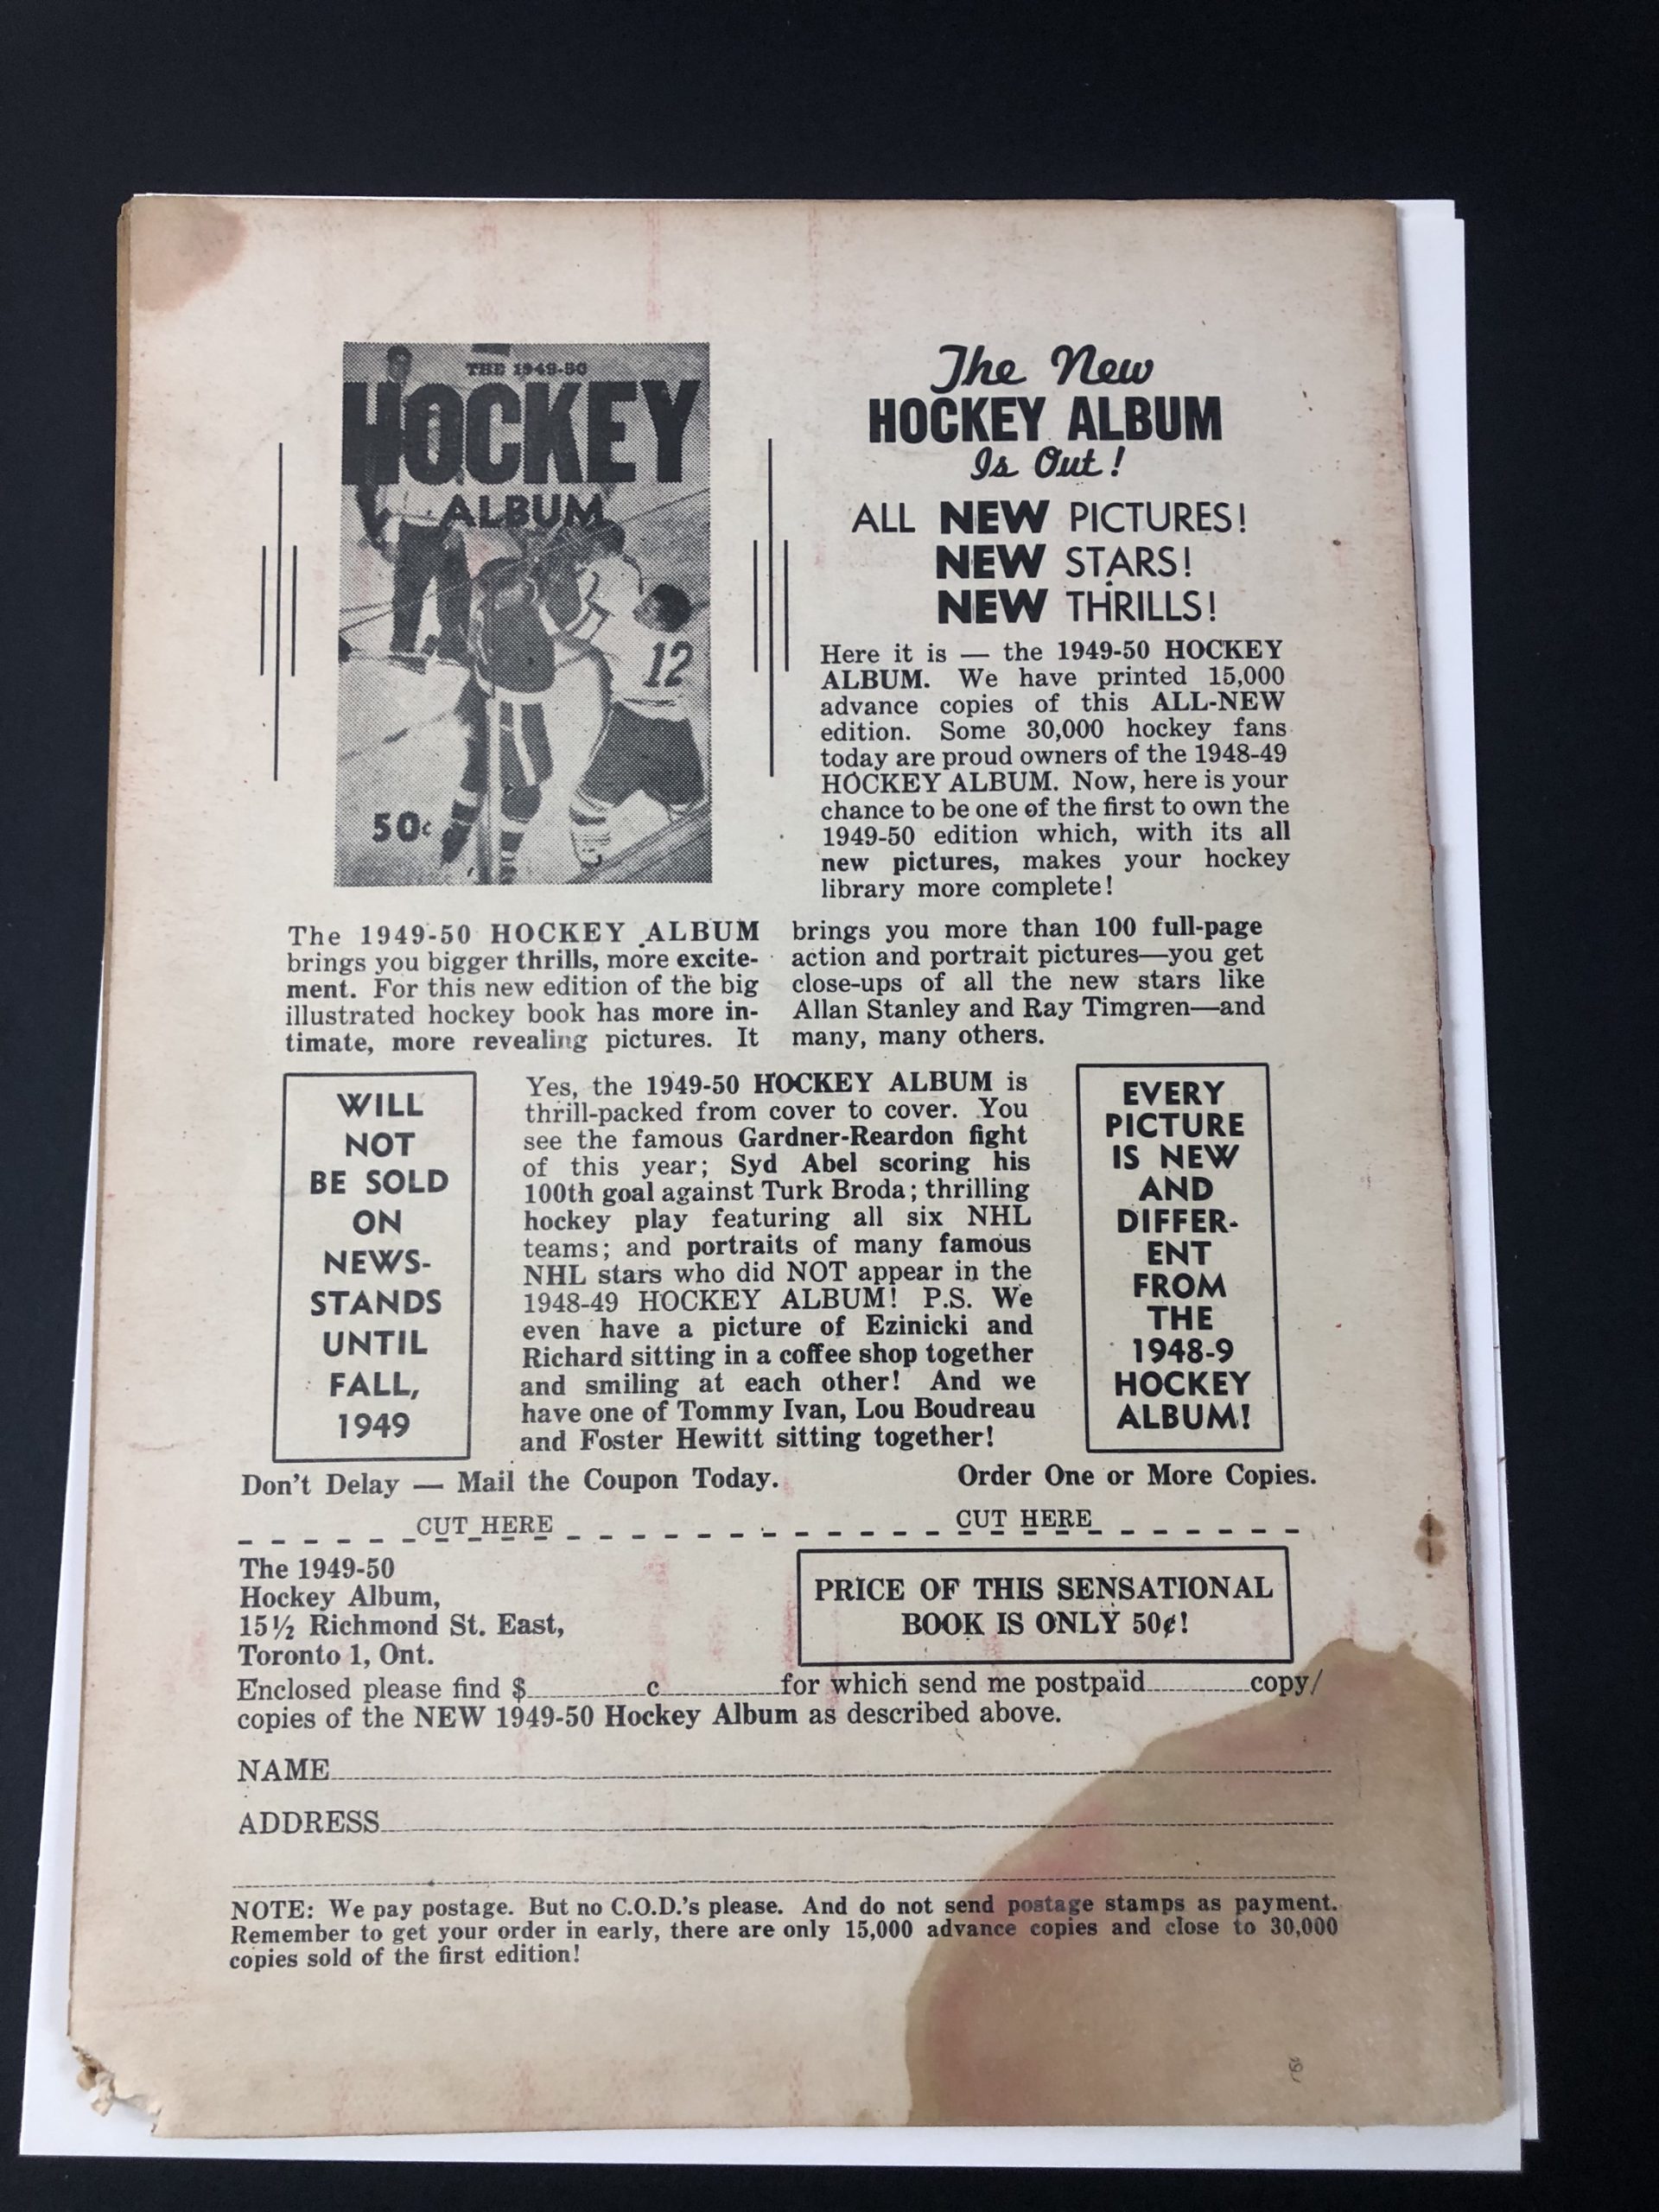 THE 1949-50
HOCKEY
ALBUM
12
50c
The New
HOCKEY ALBUM
Is Out!
ALL NEW PICTURES!
NEW STARS!
NEW THRILLS!
Here it is — the 1949-50 HOCKEY
ALBUM. We have printed 15,000
advance copies of this ALL-NEW
edition. Some 30,000 hockey fans
today are proud owners of the 1948-49
HOCKEY ALBUM. Now, here is your
chance to be one of the first to own the
1949-50 edition which, with its all
new pictures, makes your hockey
library more complete!
The 1949-50 HOCKEY ALBUM
brings you bigger thrills, more excite-
ment. For this new edition of the big
illustrated hockey book has more in-
timate, more revealing pictures. It
brings you more than 100 full-page
action and portrait pictures—you get
close-ups of all the new stars like
Allan Stanley and Ray Timgren—and
many, many others.
WILL
NOT
BE SOLD
ON
NEWS-
STANDS
UNTIL
FALL,
1949
Yes, the 1949-50 HOCKEY ALBUM is
thrill-packed from cover to cover. You
see the famous Gardner-Reardon fight
of this year; Syd Abel scoring his
100th goal against Turk Broda; thrilling
hockey play featuring all six NHL
teams; and portraits of many famous
NHL stars who did NOT appear in the
1948-49 HOCKEY ALBUM! P.S. We
even have a picture of Ezinicki and
Richard sitting in a coffee shop together
and smiling at each other! And we
have one of Tommy Ivan, Lou Boudreau
and Foster Hewitt sitting together!
EVERY
PICTURE
IS NEW
AND
DIFFER-
ENT
FROM
THE
1948-9
HOCKEY
ALBUM!
Don't Delay — Mail the Coupon Today.
Order One or More Copies.
CUT HERE
CUT HERE
The 1949-50
Hockey Album,
15½ Richmond St. East,
Toronto 1, Ont.
PRICE OF THIS SENSATIONAL
BOOK IS ONLY 50¢!
Enclosed please find $ c for which send me postpaid copy/
copies of the NEW 1949-50 Hockey Album as described above.
NAME
ADDRESS
NOTE: We pay postage. But no C.O.D.'s please. And do not send postage stamps as payment.
Remember to get your order in early, there are only 15,000 advance copies and close to 30,000
copies sold of the first edition!